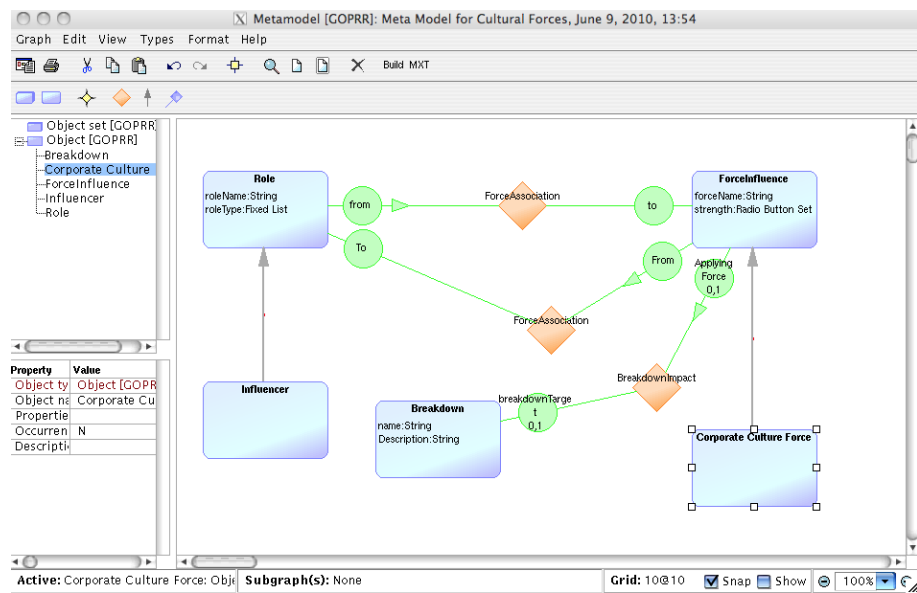 Metamodel [GOPRR]: Meta Model for Cultural Forces, June 9, 2010, 13:54
Graph Edit View Types Format Help
Build MXT
Object set [GOPRR]
Object [GOPRR]
Breakdown
Corporate Culture
ForceInfluence
Influencer
Role
Property Value
Object ty Object [GOPR
Object na Corporate Cu
Propertie
Occurren N
Descripti
Role
roleName:String
roleType:Fixed List
from
ForceAssociation
to
ForceInfluence
forceName:String
strength:Radio Button Set
To
From
Applying
Force
0,1
ForceAssociation
BreakdownImpact
Influencer
Breakdown
name:String
Description:String
breakdownTarge
t
0,1
Corporate Culture Force
Active: Corporate Culture Force: Obje
Subgraph(s): None
Grid: 10@10
Snap
Show
100%